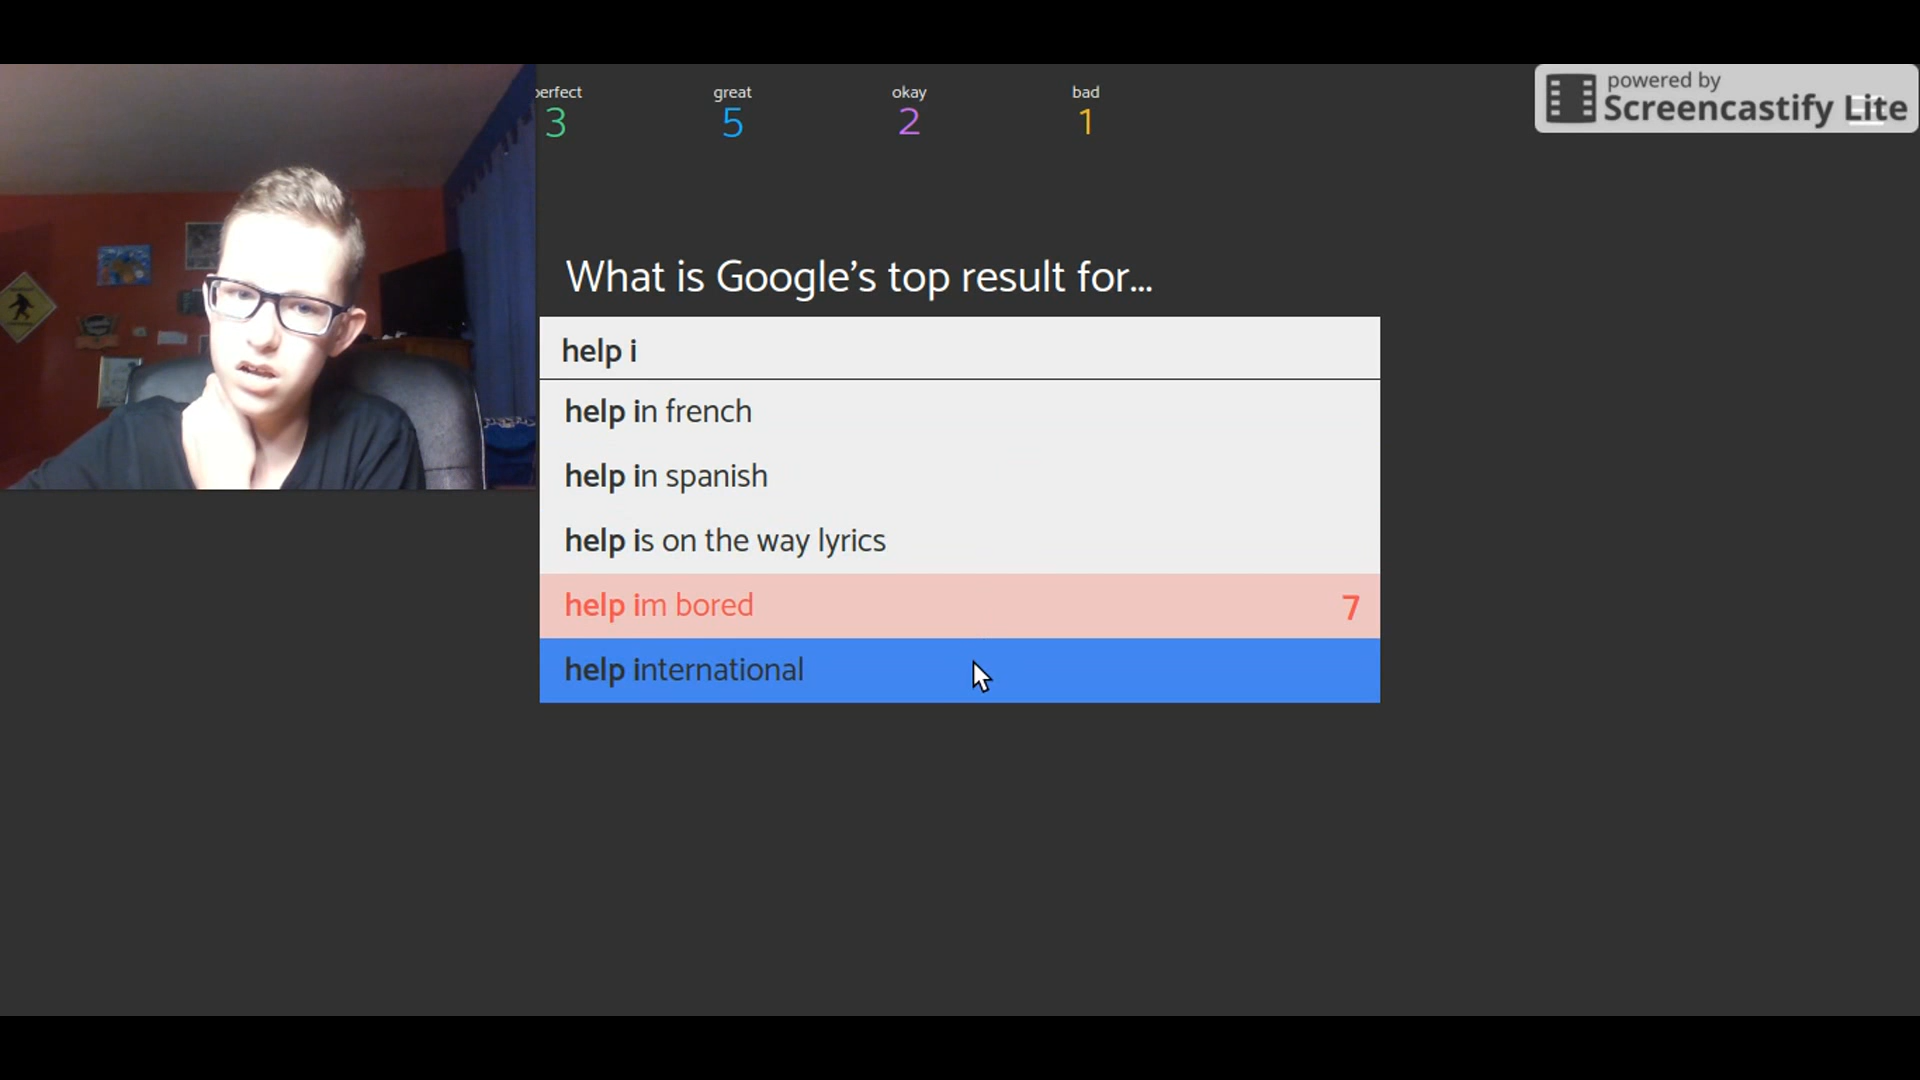 perfect great okay bad
3 5 2 1
powered by
Screencastify Lite
What is Google's top result for...
help i
help in french
help in spanish
help is on the way lyrics
help im bored 7
help international